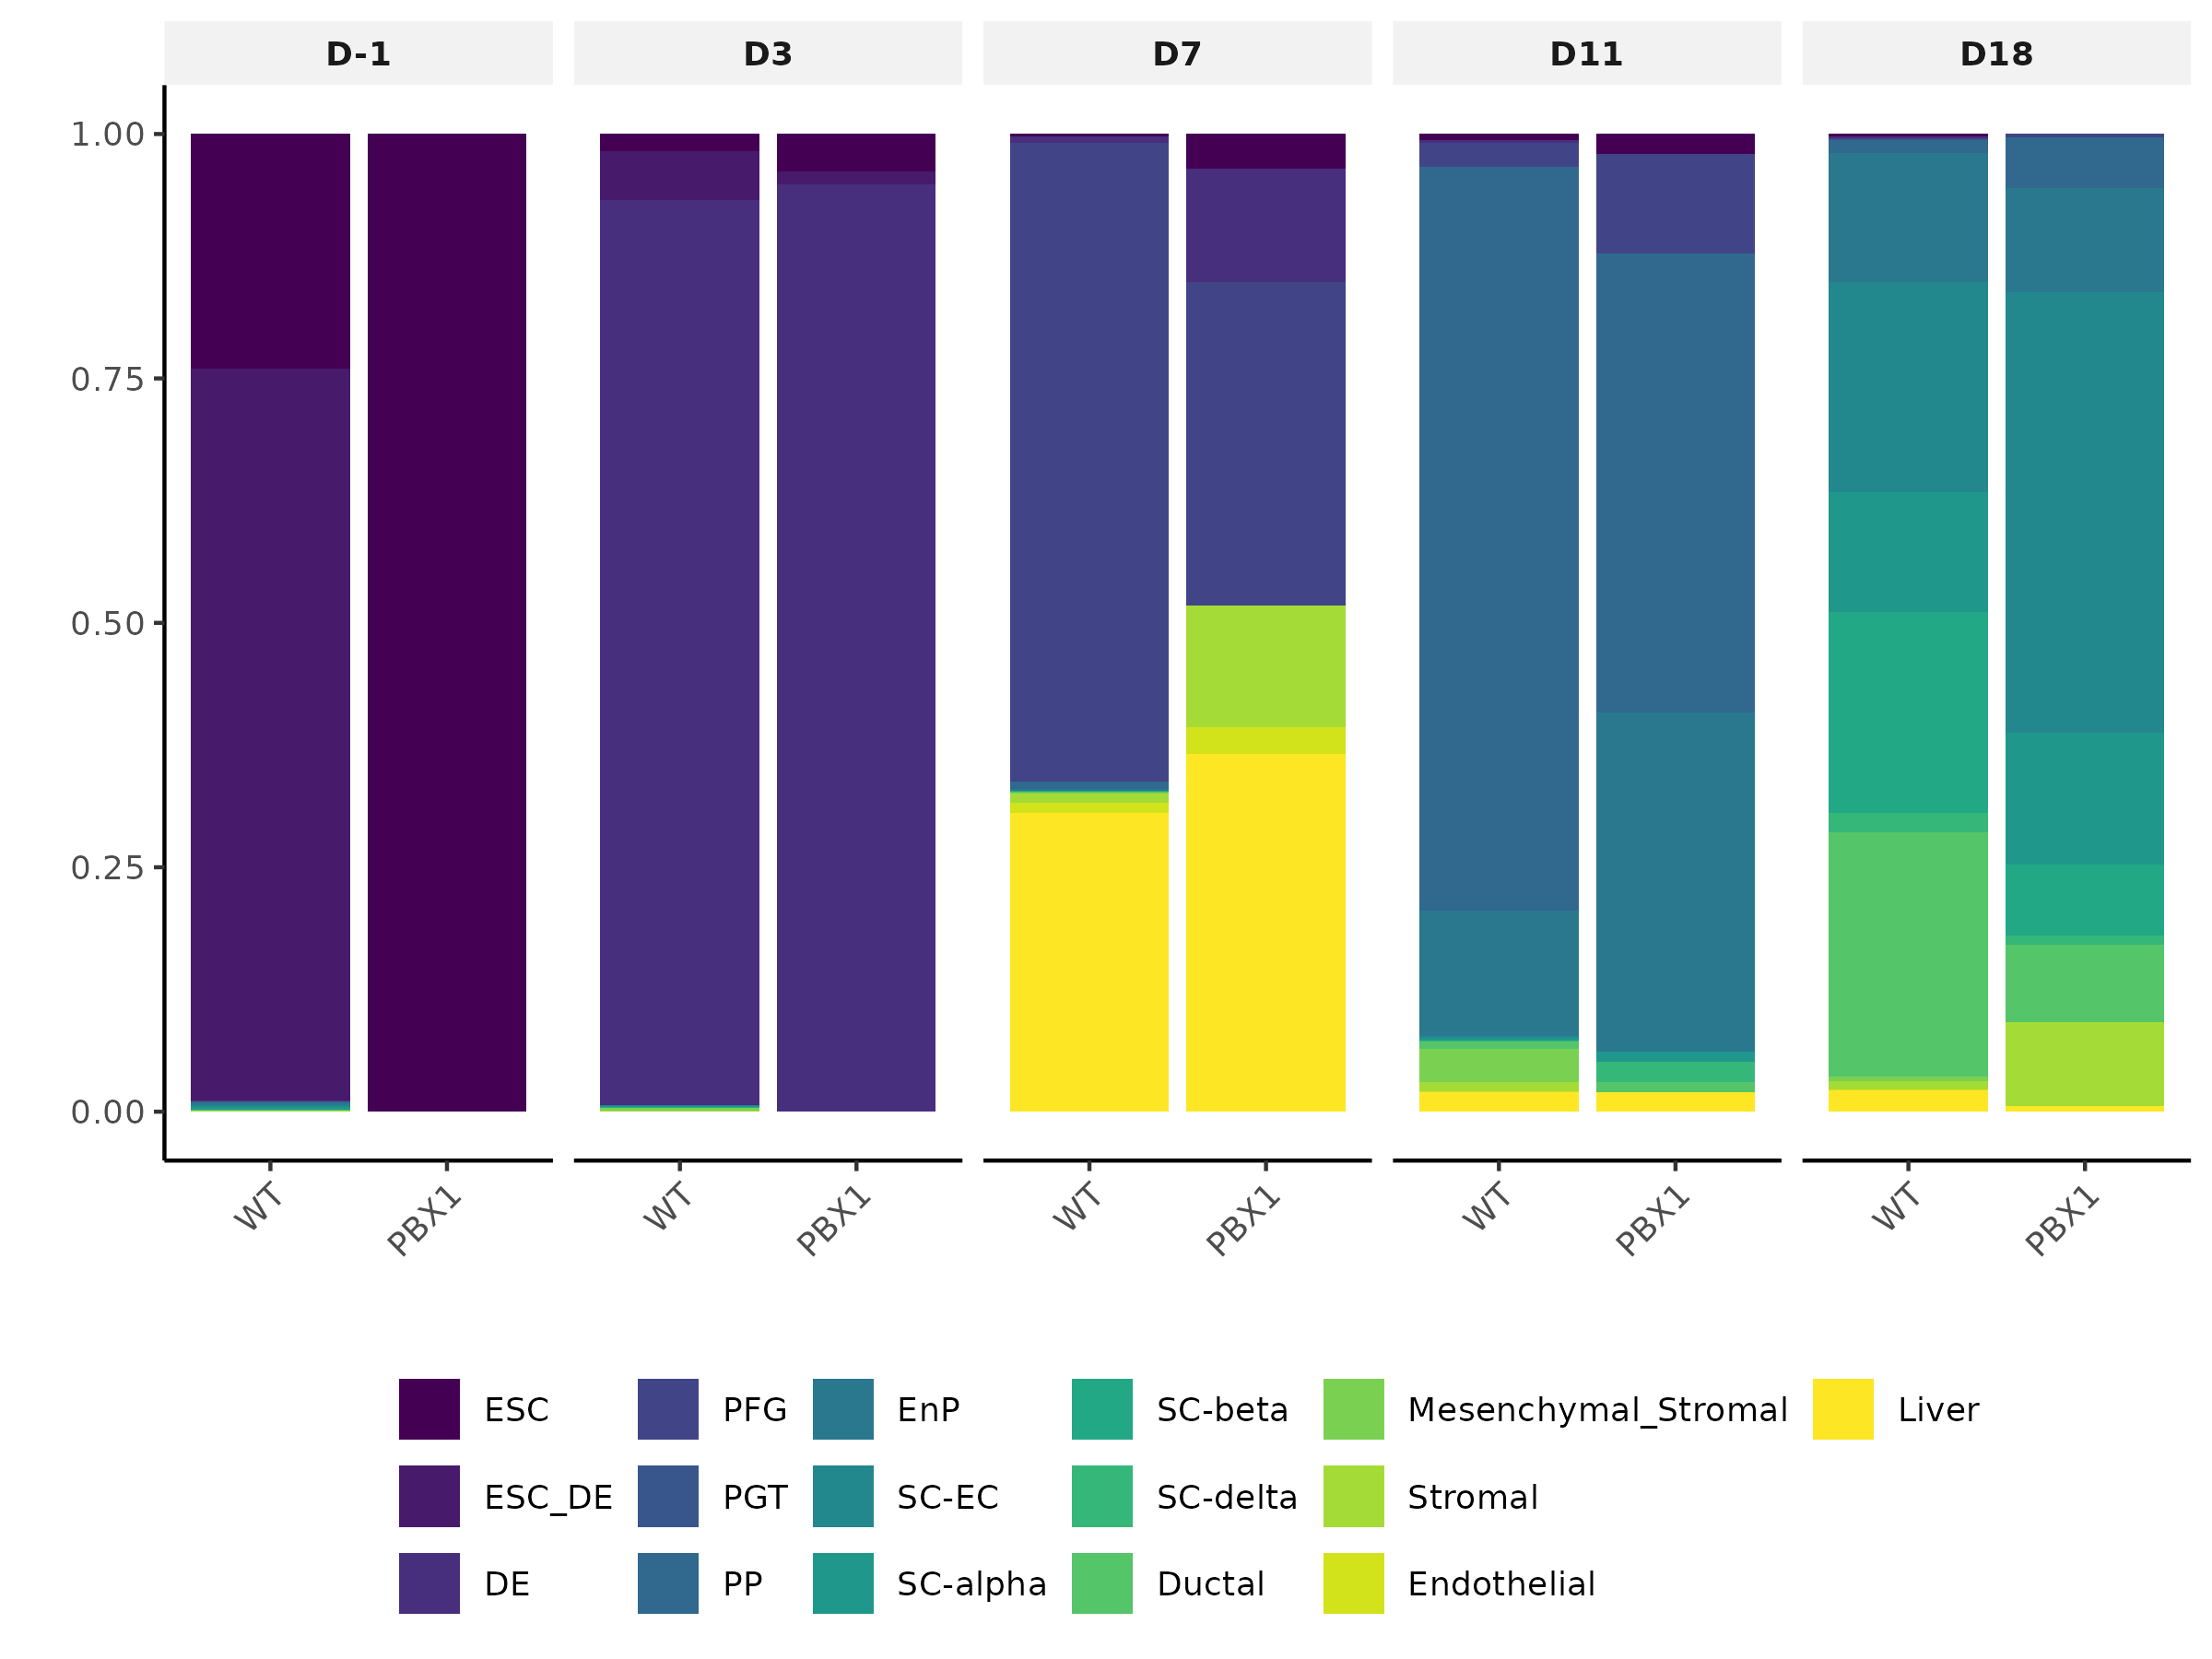 D-1 D3 D7 D11 D18
1.00
0.75
0.50
0.25
0.00
WT PBX1 WT PBX1 WT PBX1 WT PBX1 WT PBX1
ESC PFG EnP SC-beta Mesenchymal_Stromal Liver
ESC_DE PGT SC-EC SC-delta Stromal
DE PP SC-alpha Ductal Endothelial